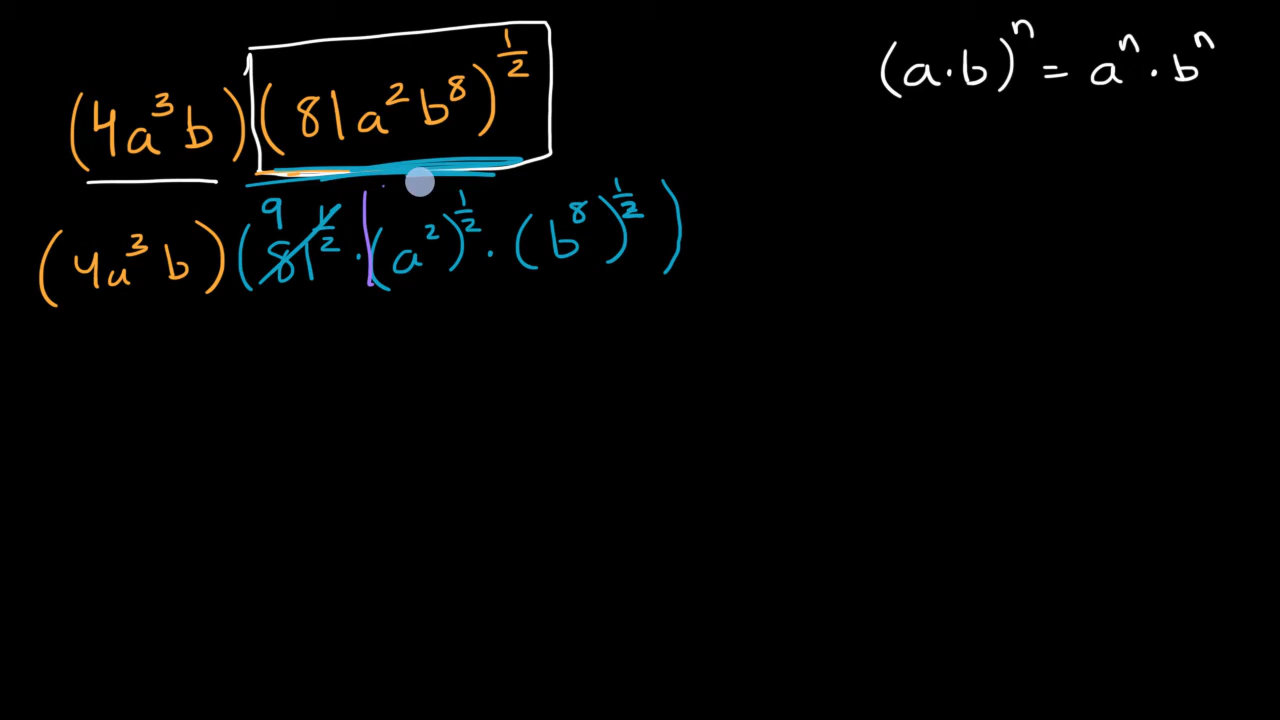 (4a³b)(81a²b⁸)^½
(a·b)ⁿ = aⁿ·bⁿ
9
(4a³b)(81^½·(a²)^½·(b⁸)^½)